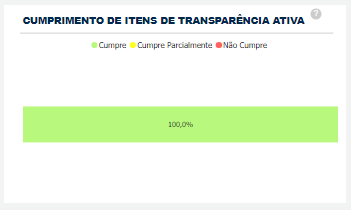 CUMPRIMENTO DE ITENS DE TRANSPARÊNCIA ATIVA ?
Cumpre Cumpre Parcialmente Não Cumpre
100,0%